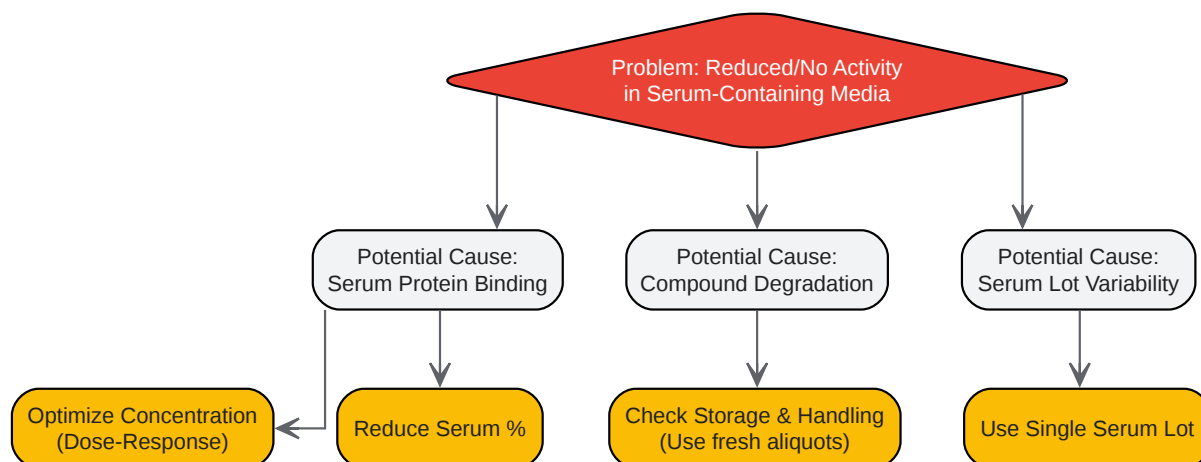 Problem: Reduced/No Activity
in Serum-Containing Media
Potential Cause:
Serum Protein Binding
Potential Cause:
Compound Degradation
Potential Cause:
Serum Lot Variability
Optimize Concentration
(Dose-Response)
Reduce Serum %
Check Storage & Handling
(Use fresh aliquots)
Use Single Serum Lot